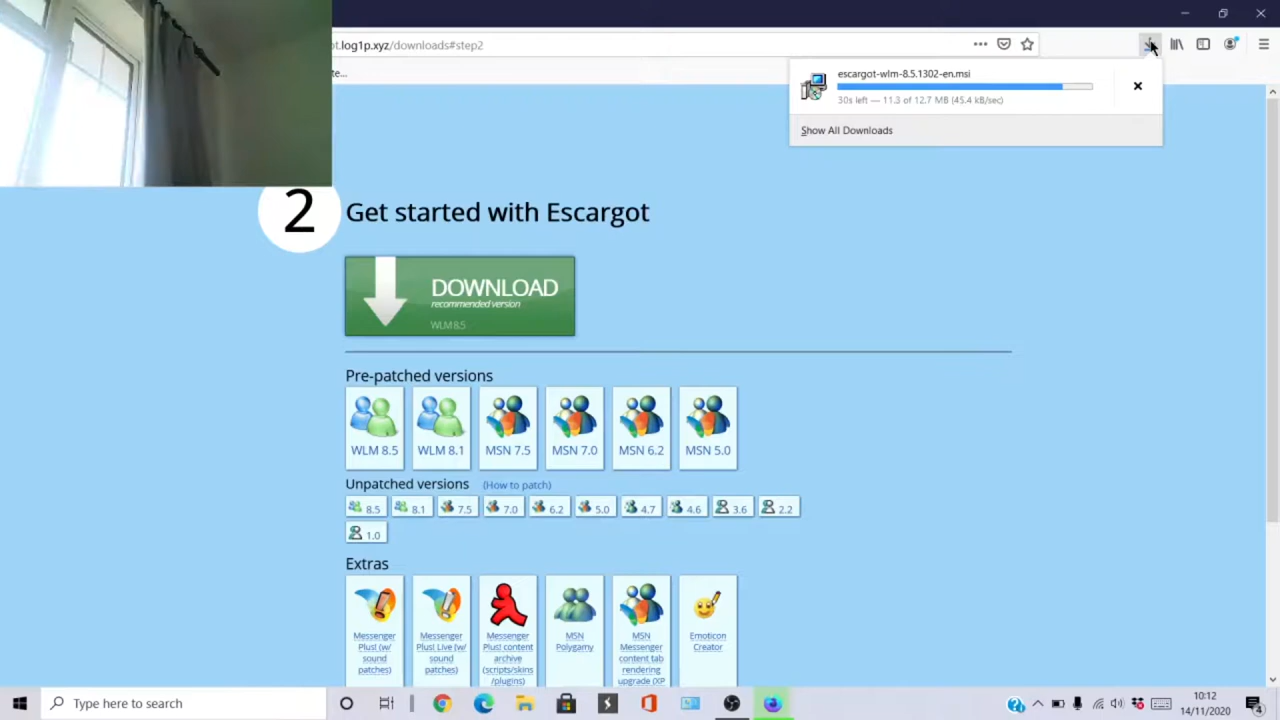 t.log1p.xyz/downloads#step2
te...
escargot-wlm-8.5.1302-en.msi
30s left — 11.3 of 12.7 MB (45.4 kB/sec)
Show All Downloads
2
Get started with Escargot
DOWNLOAD
recommended version
WLM 8.5
Pre-patched versions
WLM 8.5
WLM 8.1
MSN 7.5
MSN 7.0
MSN 6.2
MSN 5.0
Unpatched versions (How to patch)
8.5
8.1
7.5
7.0
6.2
5.0
4.7
4.6
3.6
2.2
1.0
Extras
Messenger
Plus! (w/
sound
patches)
Messenger
Plus! Live (w/
sound
patches)
Messenger
Plus! content
archive
(scripts/skins
/plugins)
MSN
Polygamy
MSN
Messenger
content tab
rendering
upgrade (XP
Emoticon
Creator
Type here to search
10:12
14/11/2020
4